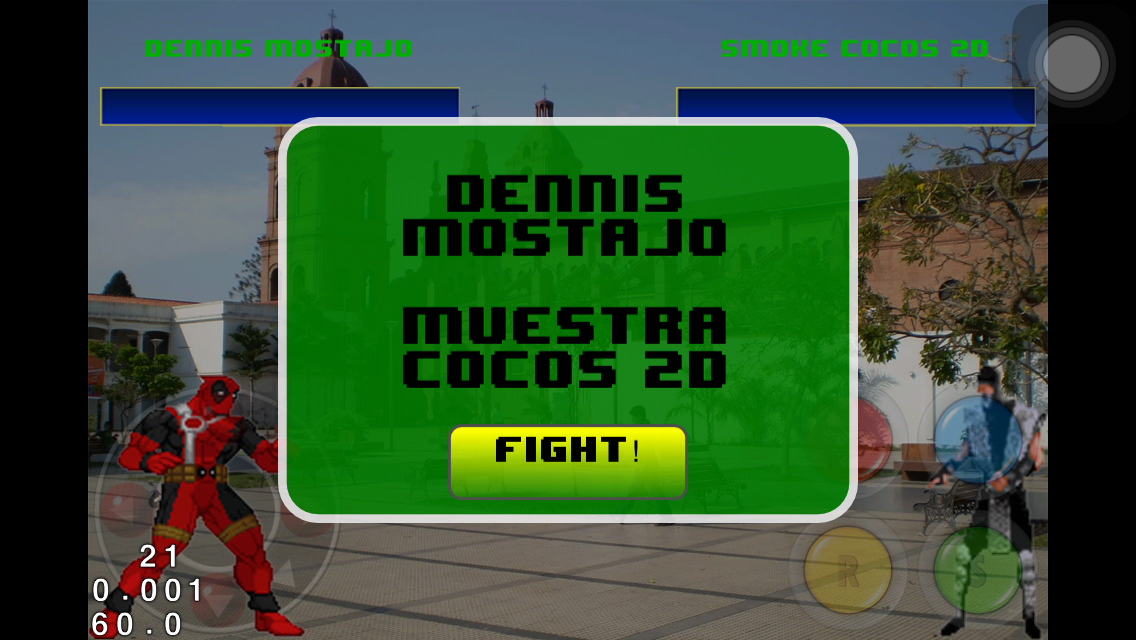 DENNIS MOSTAJO
SMOKE COCOS 2D
DENNIS
MOSTAJO
MUESTRA
COCOS 2D
FIGHT!
R
S
21
0.001
60.0